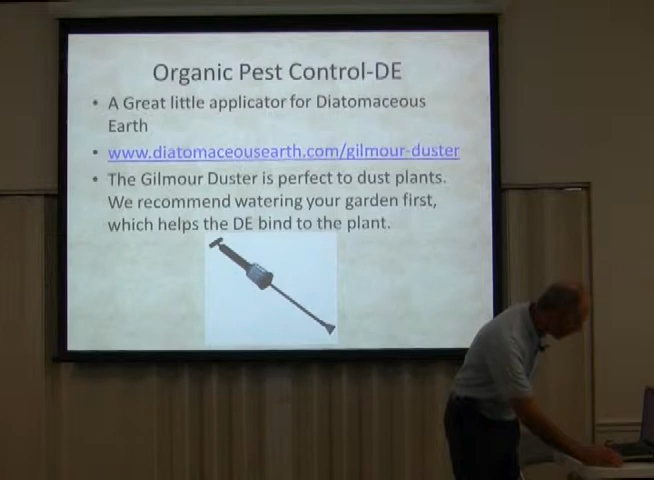 Organic Pest Control-DE
• A Great little applicator for Diatomaceous
Earth
• www.diatomaceousearth.com/gilmour-duster
• The Gilmour Duster is perfect to dust plants.
We recommend watering your garden first,
which helps the DE bind to the plant.